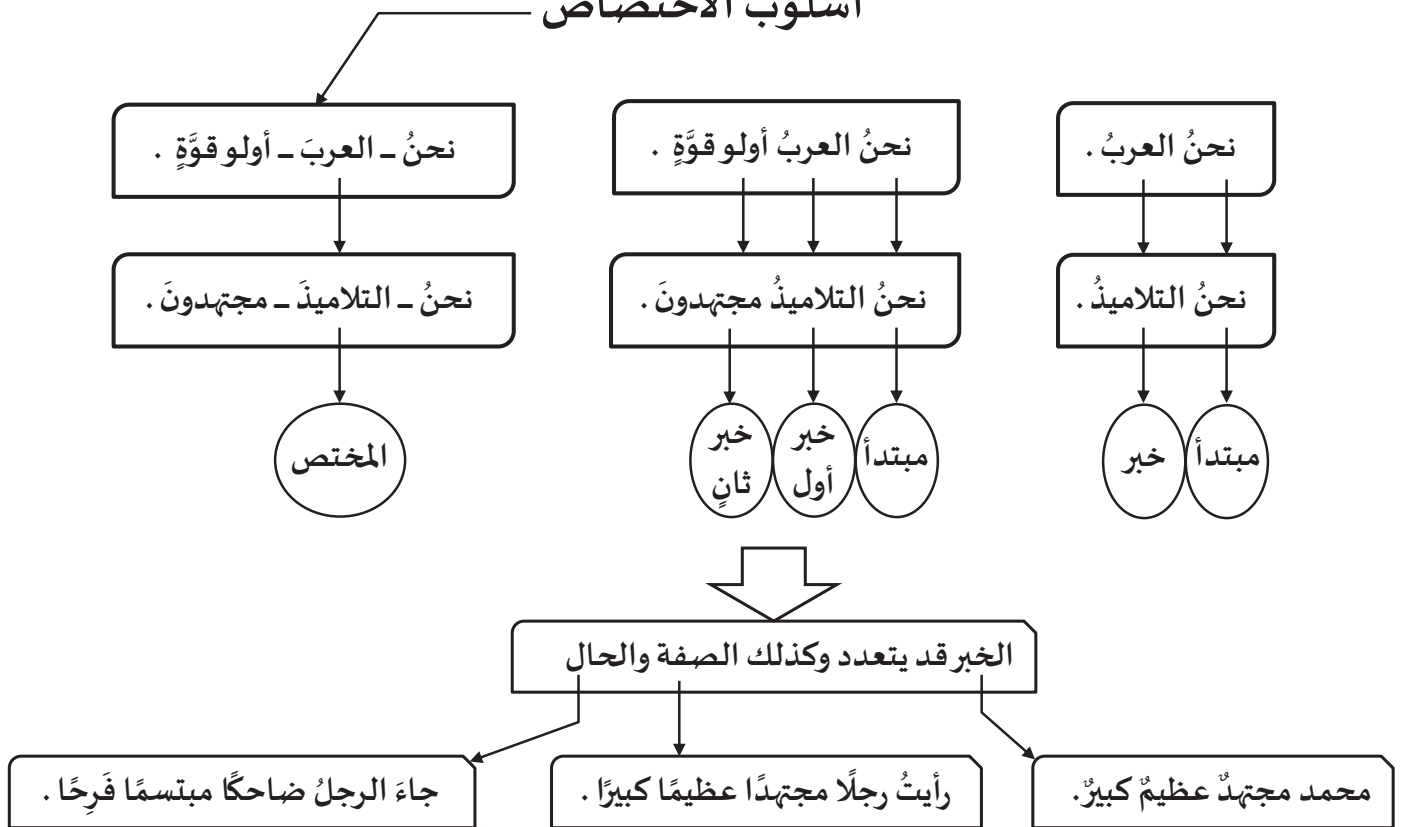 أسلوب الاختصاص
نحنُ العربُ .
نحنُ العربُ أولو قوَّةٍ .
نحنُ ـ العربَ ـ أولو قوَّةٍ .
نحنُ التلاميذُ .
نحنُ التلاميذُ مجتهدونَ .
نحنُ ـ التلاميذَ ـ مجتهدونَ .
مبتدأ
خبر
مبتدأ
خبر
أول
خبر
ثانٍ
المختص
الخبر قد يتعدد وكذلك الصفة والحال
محمد مجتهدٌ عظيمٌ كبيرٌ.
رأيتُ رجلًا مجتهدًا عظيمًا كبيرًا .
جاءَ الرجلُ ضاحكًا مبتسمًا فَرِحًا .